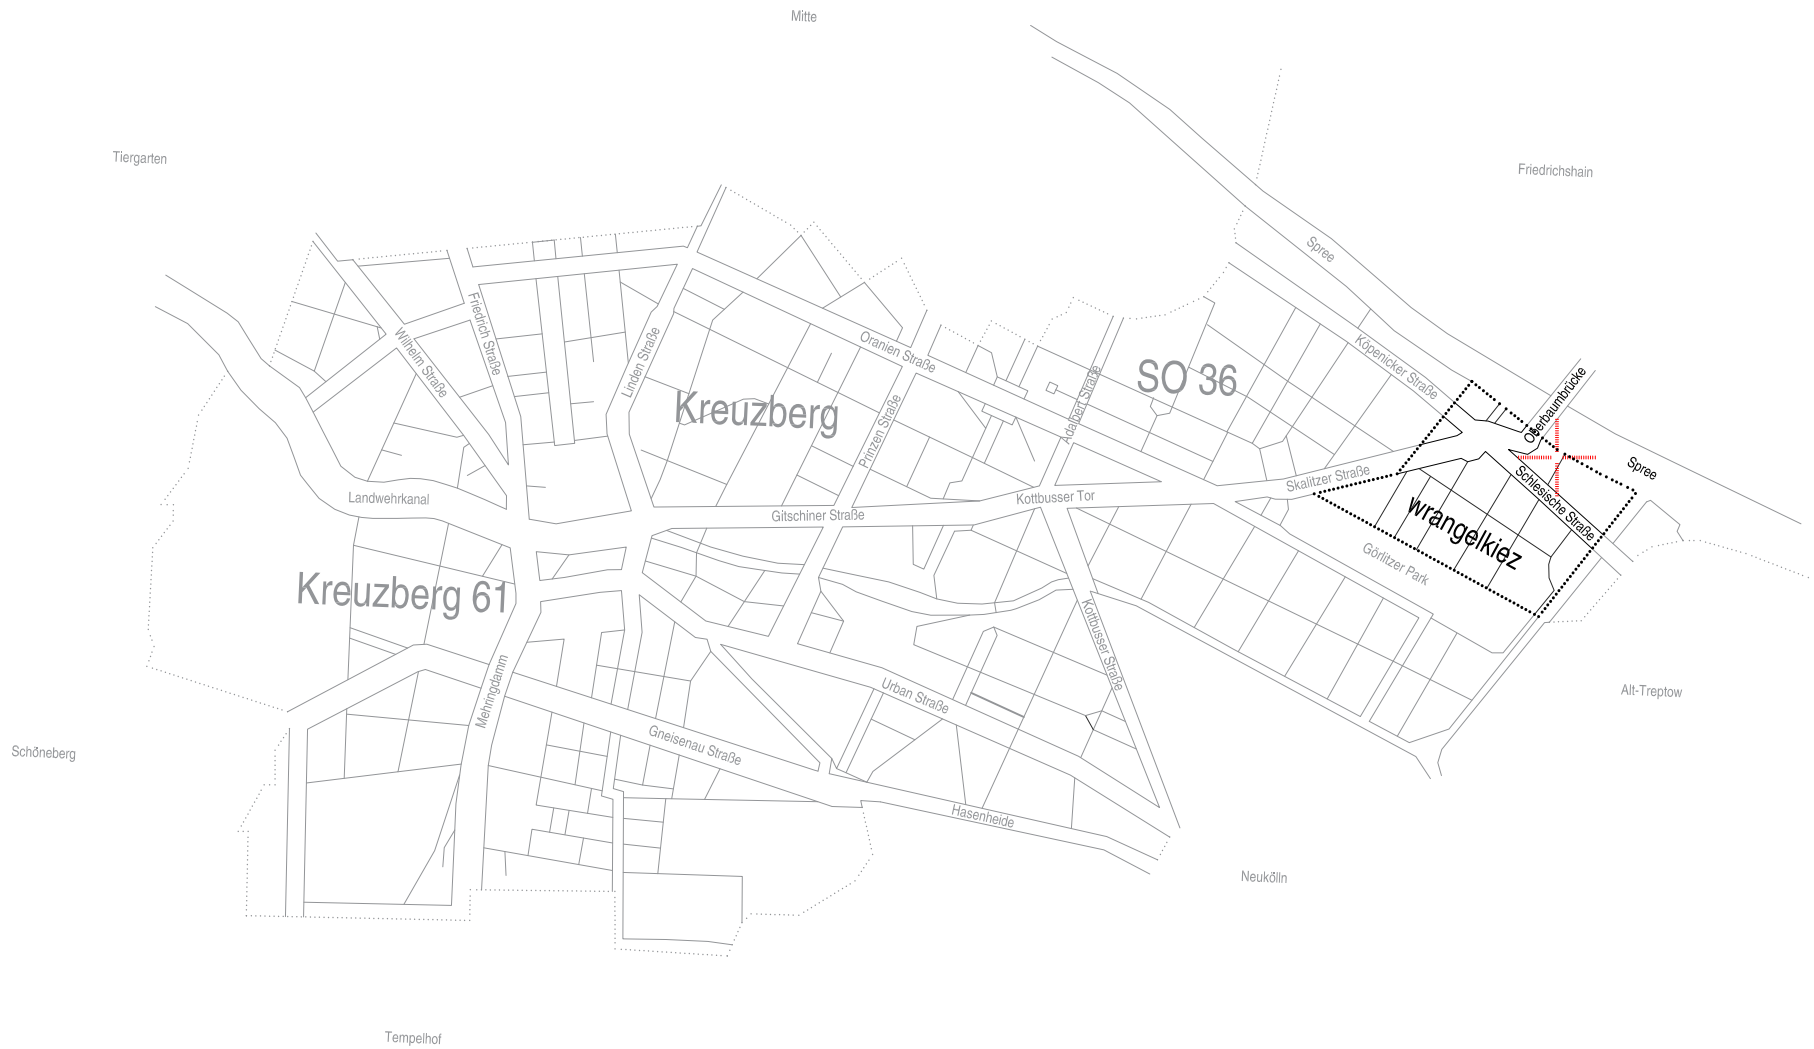 Mitte
Tiergarten
Friedrichshain
Spree
Friedrich Straße
Wilhelm Straße
Linden Straße
Oranien Straße
Köpenicker Straße
SO 36
Oberbaumbrücke
Adalbert Straße
Kreuzberg
Prinzen Straße
Spree
Skalitzer Straße
Schlesische Straße
Landwehrkanal
Kottbusser Tor
Gitschiner Straße
wrangelkiez
Görlitzer Park
Kreuzberg 61
Kottbusser Straße
Mehringdamm
Urban Straße
Alt-Treptow
Gneisenau Straße
Schöneberg
Hasenheide
Neukölln
Tempelhof